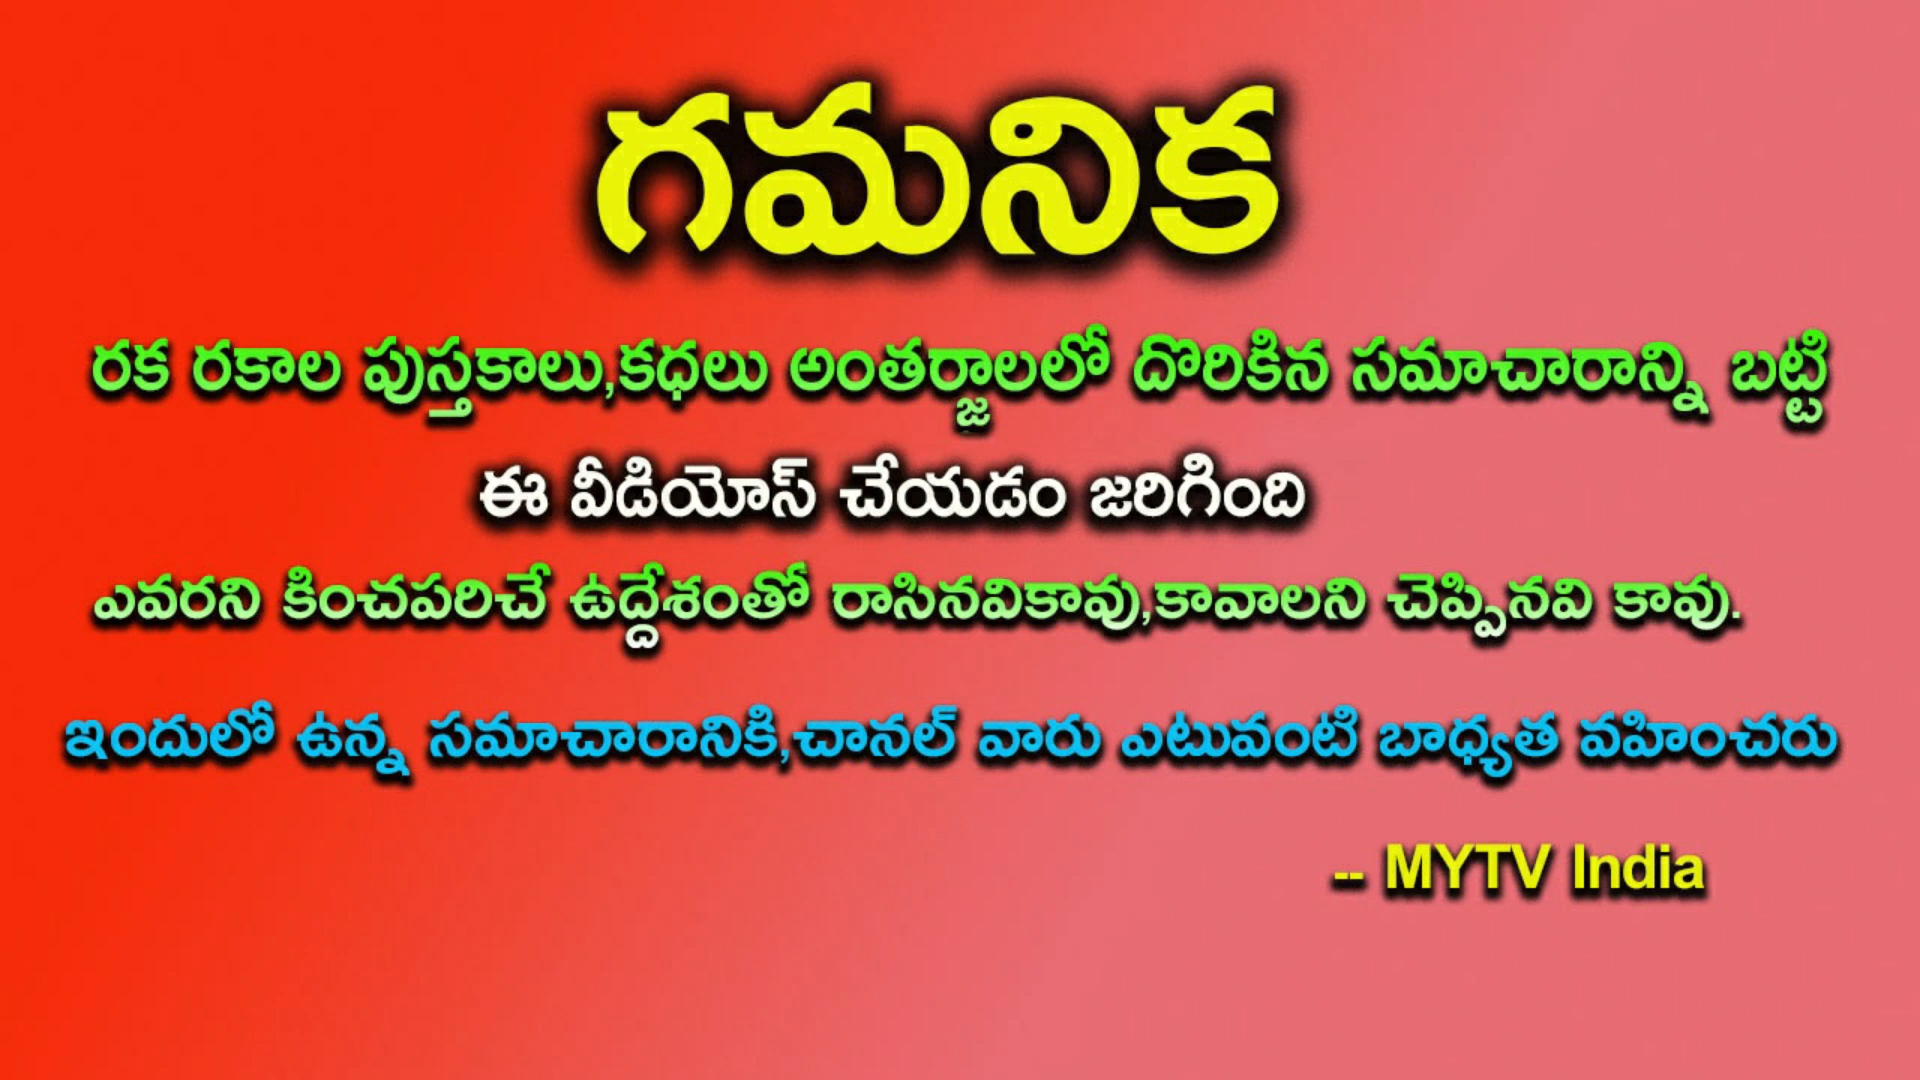 గమనిక
రక రకాల పుస్తకాలు,కధలు అంతర్జాలలో దొరికిన సమాచారాన్ని బట్టి
ఈ వీడియోస్ చేయడం జరిగింది
ఎవరని కించపరిచే ఉద్దేశంతో రాసినవికావు,కావాలని చెప్పినవి కావు.
ఇందులో ఉన్న సమాచారానికి,చానల్ వారు ఎటువంటి బాధ్యత వహించరు
-- MYTV India